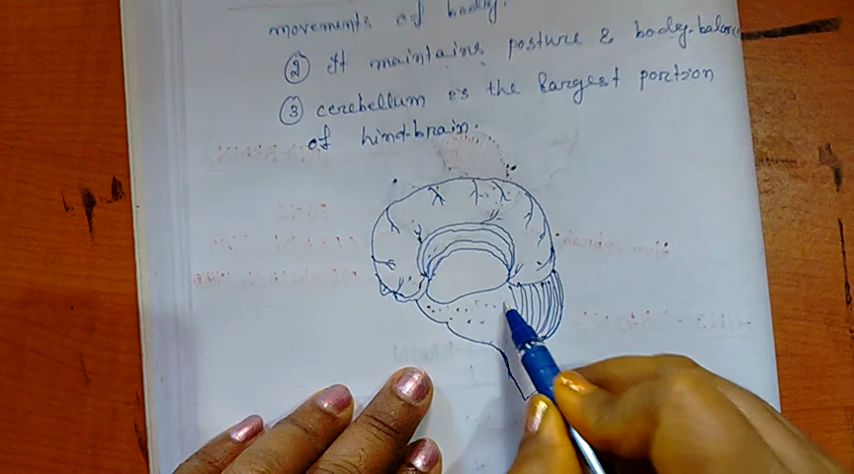 movements of body.
② It maintains posture & body-balance
③ cerebellum is the largest portion
of hind-brain.